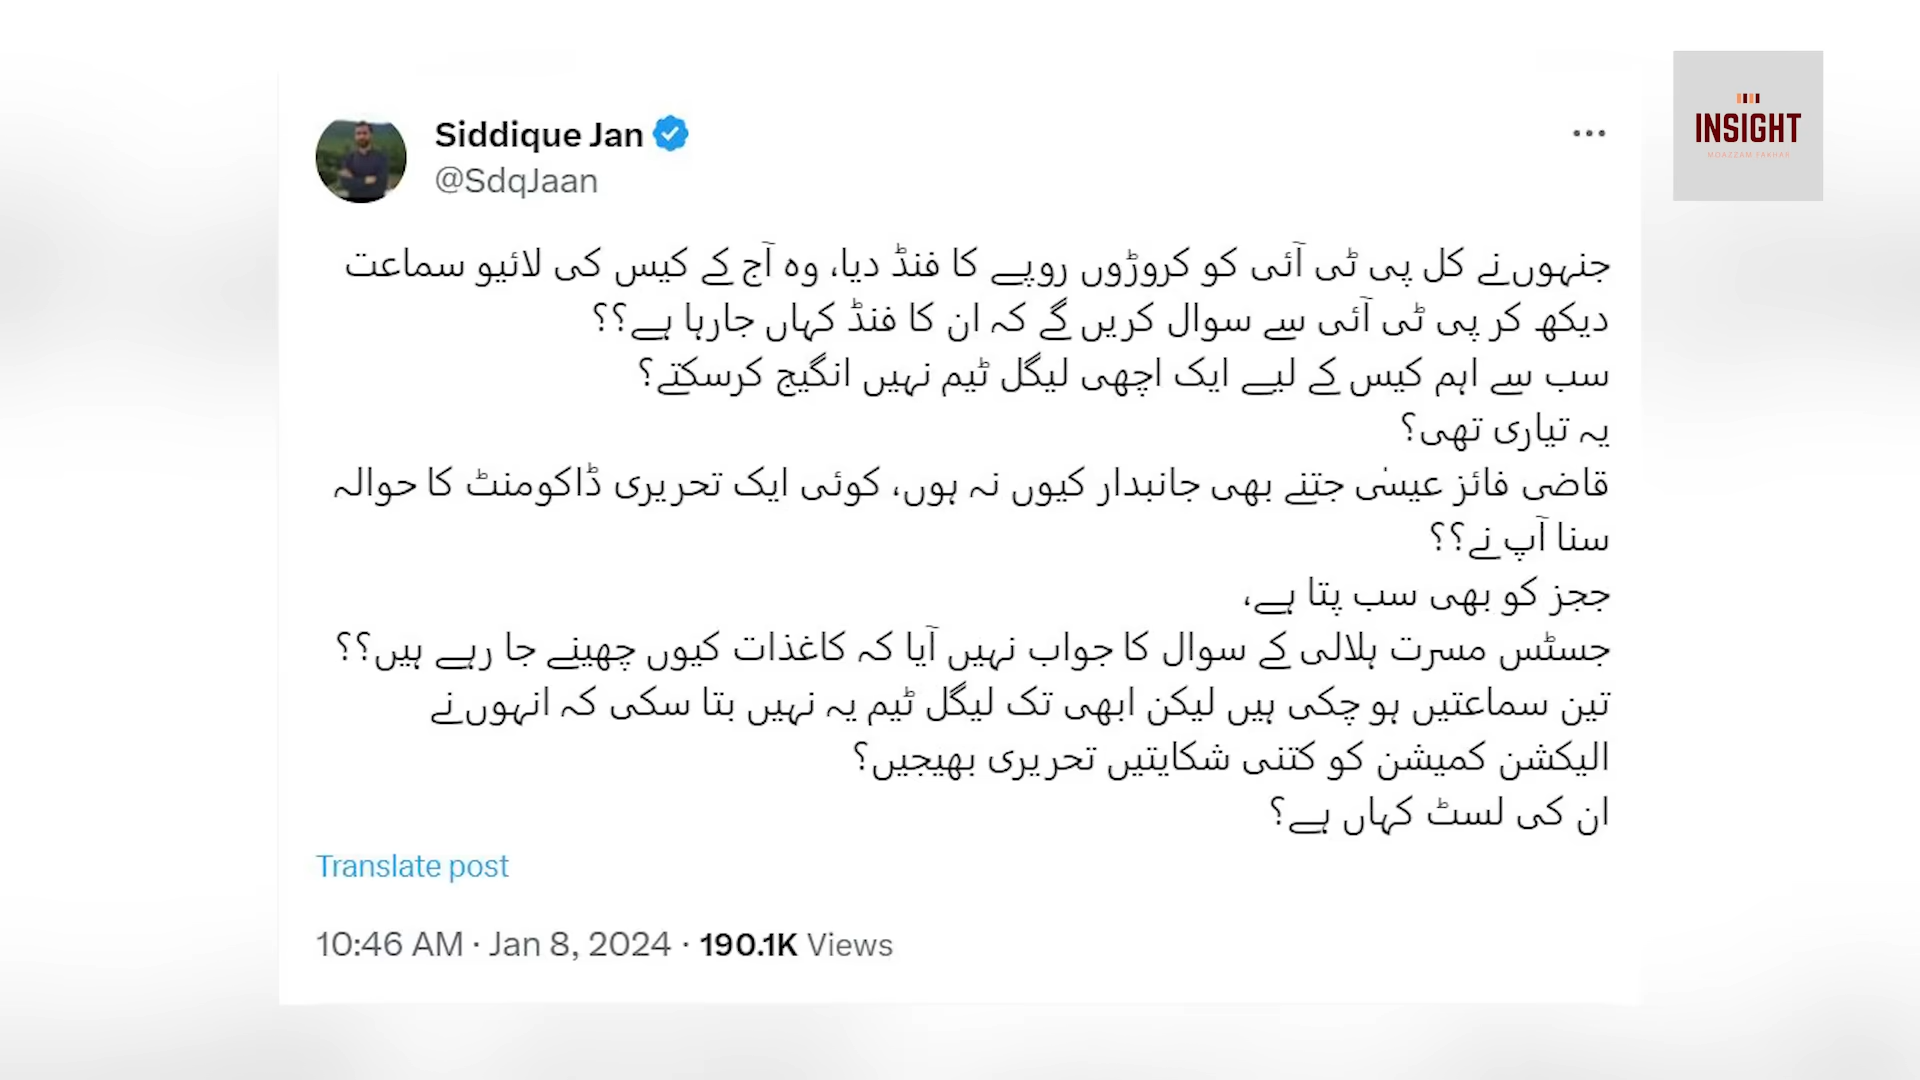 Siddique Jan
@SdqJaan
INSIGHT
MOAZZAM FAKHAR
جنہوں نے کل پی ٹی آئی کو کروڑوں روپے کا فنڈ دیا، وہ آج کے کیس کی لائیو سماعت
دیکھ کر پی ٹی آئی سے سوال کریں گے کہ ان کا فنڈ کہاں جارہا ہے؟؟
سب سے اہم کیس کے لیے ایک اچھی لیگل ٹیم نہیں انگیج کرسکتے؟
یہ تیاری تھی؟
قاضی فائز عیسٰی جتنے بھی جانبدار کیوں نہ ہوں، کوئی ایک تحریری ڈاکومنٹ کا حوالہ
سنا آپ نے؟؟
ججز کو بھی سب پتا ہے،
جسٹس مسرت ہلالی کے سوال کا جواب نہیں آیا کہ کاغذات کیوں چھینے جا رہے ہیں؟؟
تین سماعتیں ہو چکی ہیں لیکن ابھی تک لیگل ٹیم یہ نہیں بتا سکی کہ انہوں نے
الیکشن کمیشن کو کتنی شکایتیں تحریری بھیجیں؟
ان کی لسٹ کہاں ہے؟
Translate post
10:46 AM · Jan 8, 2024 · 190.1K Views